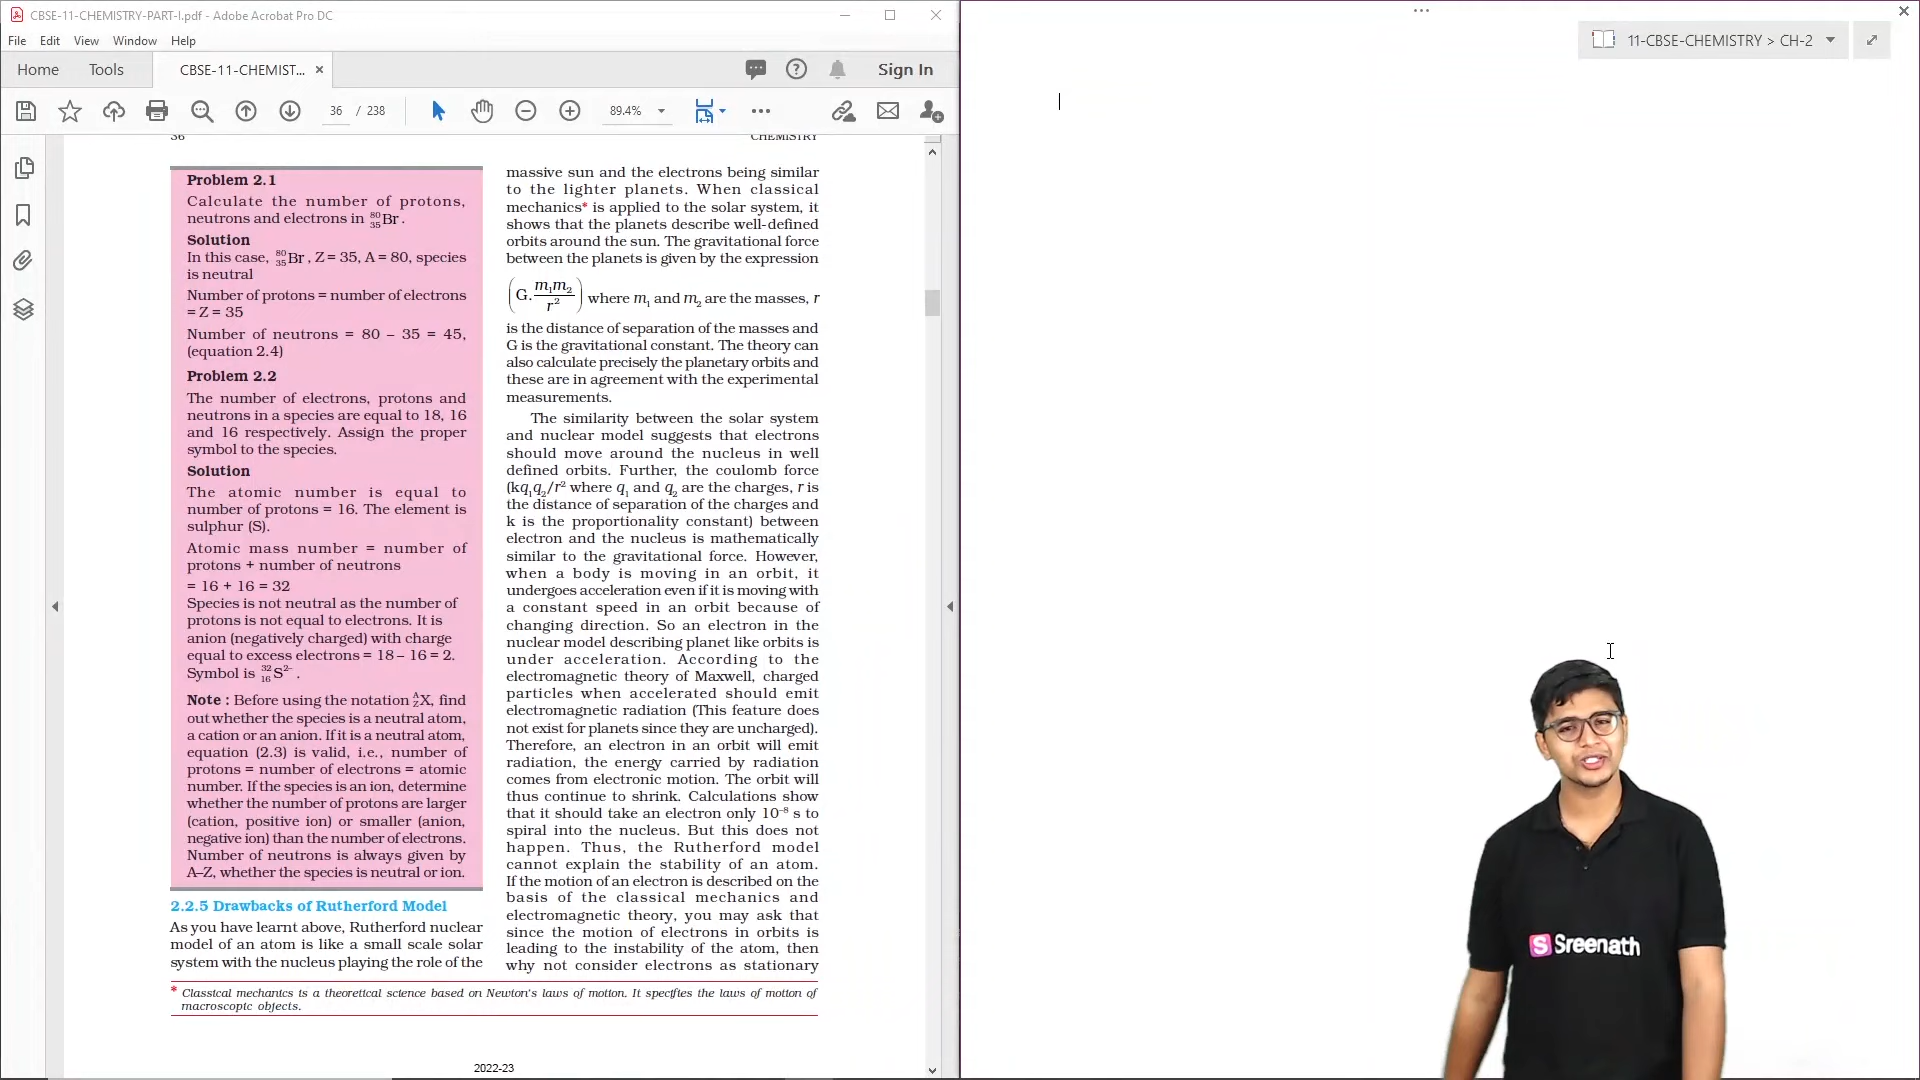 CBSE-11-CHEMISTRY-PART-I.pdf - Adobe Acrobat Pro DC
File Edit View Window Help
Home Tools CBSE-11-CHEMIST... × Sign In
36 / 238 89.4%
11-CBSE-CHEMISTRY > CH-2
36 CHEMISTRY
Problem 2.1
Calculate the number of protons,
neutrons and electrons in ⁸⁰₃₅Br .
Solution
In this case, ⁸⁰₃₅Br , Z = 35, A = 80, species
is neutral
Number of protons = number of electrons
= Z = 35
Number of neutrons = 80 – 35 = 45,
(equation 2.4)
Problem 2.2
The number of electrons, protons and
neutrons in a species are equal to 18, 16
and 16 respectively. Assign the proper
symbol to the species.
Solution
The atomic number is equal to
number of protons = 16. The element is
sulphur (S).
Atomic mass number = number of
protons + number of neutrons
= 16 + 16 = 32
Species is not neutral as the number of
protons is not equal to electrons. It is
anion (negatively charged) with charge
equal to excess electrons = 18 – 16 = 2.
Symbol is ³²₁₆S²⁻ .
Note : Before using the notation ᴬ_ZX, find
out whether the species is a neutral atom,
a cation or an anion. If it is a neutral atom,
equation (2.3) is valid, i.e., number of
protons = number of electrons = atomic
number. If the species is an ion, determine
whether the number of protons are larger
(cation, positive ion) or smaller (anion,
negative ion) than the number of electrons.
Number of neutrons is always given by
A–Z, whether the species is neutral or ion.
2.2.5 Drawbacks of Rutherford Model
As you have learnt above, Rutherford nuclear
model of an atom is like a small scale solar
system with the nucleus playing the role of the
massive sun and the electrons being similar
to the lighter planets. When classical
mechanics* is applied to the solar system, it
shows that the planets describe well-defined
orbits around the sun. The gravitational force
between the planets is given by the expression
(G. m₁m₂/r²) where m₁ and m₂ are the masses, r
is the distance of separation of the masses and
G is the gravitational constant. The theory can
also calculate precisely the planetary orbits and
these are in agreement with the experimental
measurements.
The similarity between the solar system
and nuclear model suggests that electrons
should move around the nucleus in well
defined orbits. Further, the coulomb force
(kq₁q₂/r² where q₁ and q₂ are the charges, r is
the distance of separation of the charges and
k is the proportionality constant) between
electron and the nucleus is mathematically
similar to the gravitational force. However,
when a body is moving in an orbit, it
undergoes acceleration even if it is moving with
a constant speed in an orbit because of
changing direction. So an electron in the
nuclear model describing planet like orbits is
under acceleration. According to the
electromagnetic theory of Maxwell, charged
particles when accelerated should emit
electromagnetic radiation (This feature does
not exist for planets since they are uncharged).
Therefore, an electron in an orbit will emit
radiation, the energy carried by radiation
comes from electronic motion. The orbit will
thus continue to shrink. Calculations show
that it should take an electron only 10⁻⁸ s to
spiral into the nucleus. But this does not
happen. Thus, the Rutherford model
cannot explain the stability of an atom.
If the motion of an electron is described on the
basis of the classical mechanics and
electromagnetic theory, you may ask that
since the motion of electrons in orbits is
leading to the instability of the atom, then
why not consider electrons as stationary
* Classical mechanics is a theoretical science based on Newton's laws of motion. It specifies the laws of motion of
macroscopic objects.
2022-23
S Sreenath